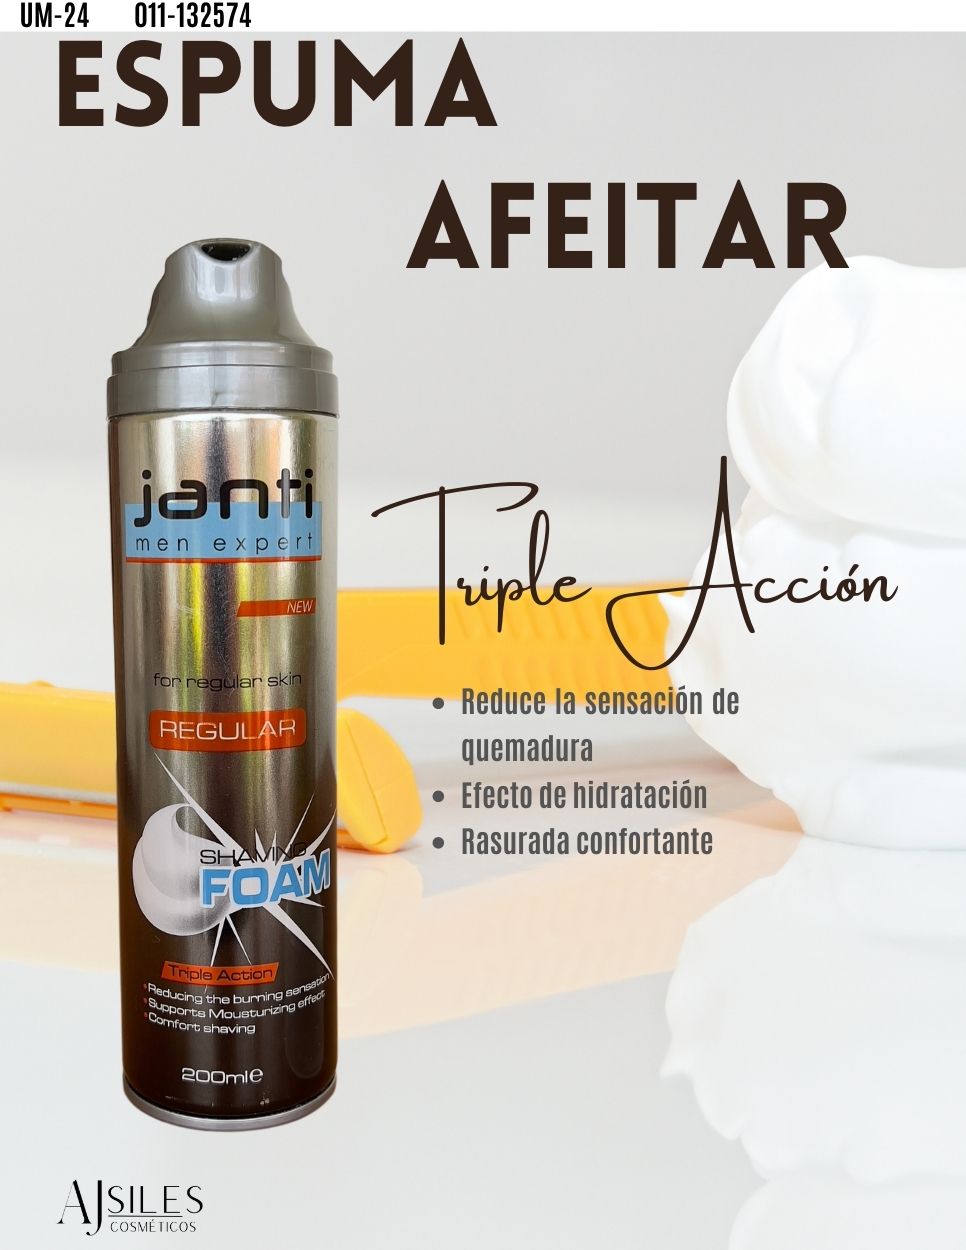 UM-24 011-132574
ESPUMA
AFEITAR
janti
men expert
NEW
for regular skin
REGULAR
SHAVING
FOAM
Triple Action
Reducing the burning sensation
Supports Mousturizing effect
Comfort shaving
200ml℮
Triple Acción
• Reduce la sensación de
quemadura
• Efecto de hidratación
• Rasurada confortante
AJSILES
COSMÉTICOS